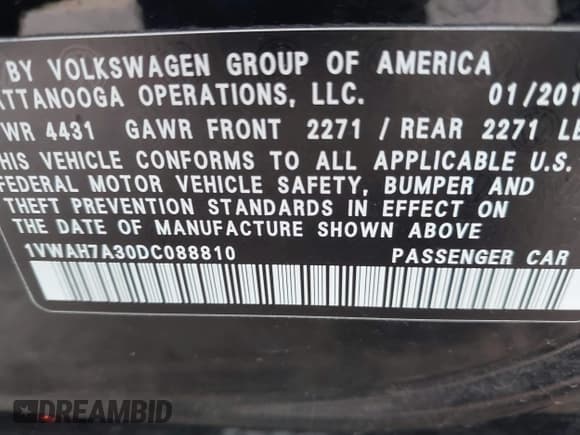 BY VOLKSWAGEN GROUP OF AMERICA
ATTANOOGA OPERATIONS, LLC. 01/201
WR 4431 GAWR FRONT 2271 / REAR 2271 LB
HIS VEHICLE CONFORMS TO ALL APPLICABLE U.S.
FEDERAL MOTOR VEHICLE SAFETY, BUMPER AND
THEFT PREVENTION STANDARDS IN EFFECT ON
THE DATE OF MANUFACTURE SHOWN ABOVE
1VWAH7A30DC088810 PASSENGER CAR
DREAMBID